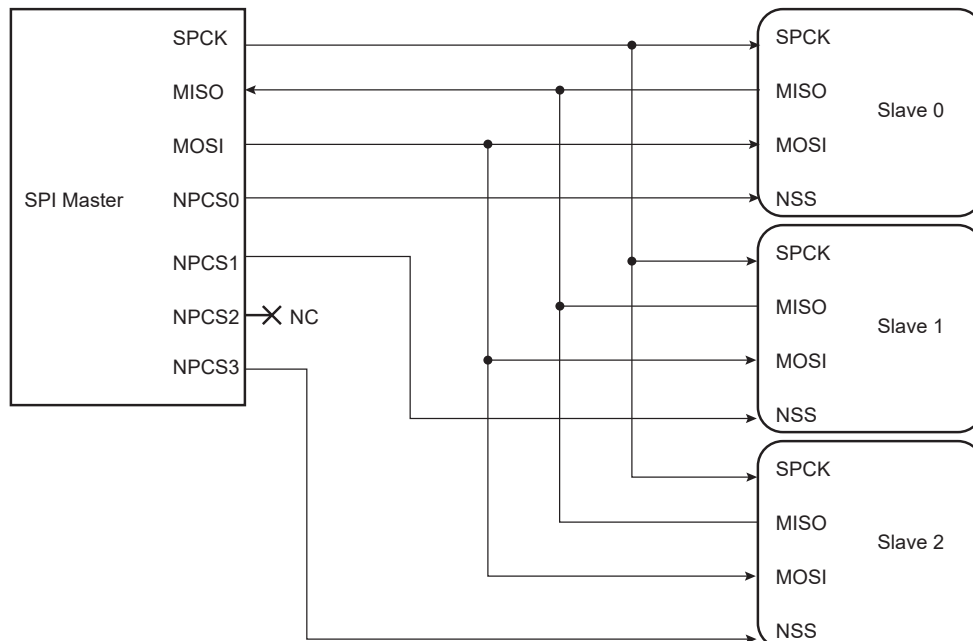 SPI Master
SPCK
MISO
MOSI
NPCS0
NPCS1
NPCS2
NC
NPCS3
SPCK
MISO
Slave 0
MOSI
NSS
SPCK
MISO
Slave 1
MOSI
NSS
SPCK
MISO
Slave 2
MOSI
NSS